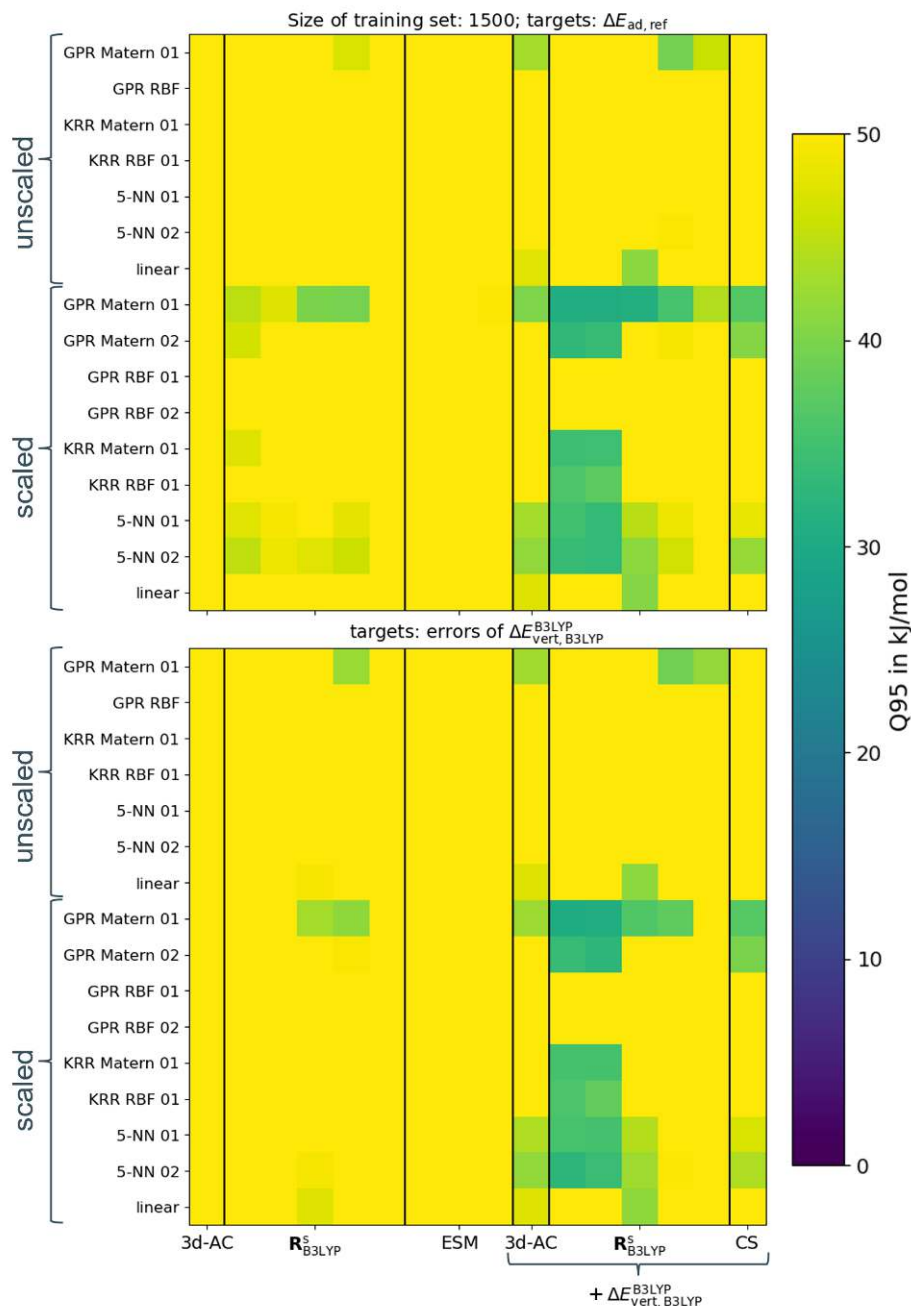 Size of training set: 1500; targets: ΔE_ad,ref
unscaled
GPR Matern 01
GPR RBF
KRR Matern 01
KRR RBF 01
5-NN 01
5-NN 02
linear
scaled
GPR Matern 01
GPR Matern 02
GPR RBF 01
GPR RBF 02
KRR Matern 01
KRR RBF 01
5-NN 01
5-NN 02
linear
targets: errors of ΔE^B3LYP_vert, B3LYP
unscaled
GPR Matern 01
GPR RBF
KRR Matern 01
KRR RBF 01
5-NN 01
5-NN 02
linear
scaled
GPR Matern 01
GPR Matern 02
GPR RBF 01
GPR RBF 02
KRR Matern 01
KRR RBF 01
5-NN 01
5-NN 02
linear
3d-AC R^s_B3LYP ESM 3d-AC R^s_B3LYP CS
+ ΔE^B3LYP_vert, B3LYP
50
40
30
20
10
0
Q95 in kJ/mol